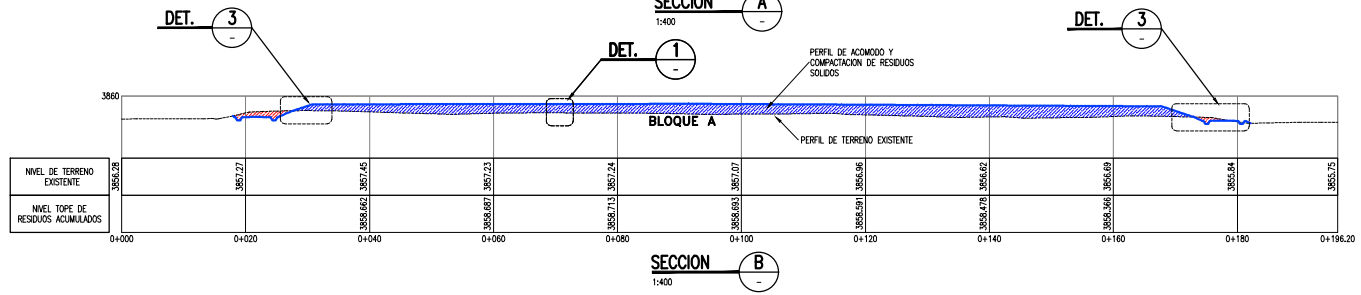 SECCION A
1:400 -
DET. 3
-
DET. 1
-
DET. 3
-
PERFIL DE ACOMODO Y
COMPACTACION DE RESIDUOS
SOLIDOS
3860
BLOQUE A
PERFIL DE TERRENO EXISTENTE
NIVEL DE TERRENO
EXISTENTE
3856.28 3857.27 3857.45 3857.23 3857.24 3857.07 3856.96 3856.62 3856.69 3855.84 3855.75
NIVEL TOPE DE
RESIDUOS ACUMULADOS
3858.662 3858.687 3858.713 3858.693 3858.591 3858.478 3858.366
0+000 0+020 0+040 0+060 0+080 0+100 0+120 0+140 0+160 0+180 0+196.20
SECCION B
1:400 -